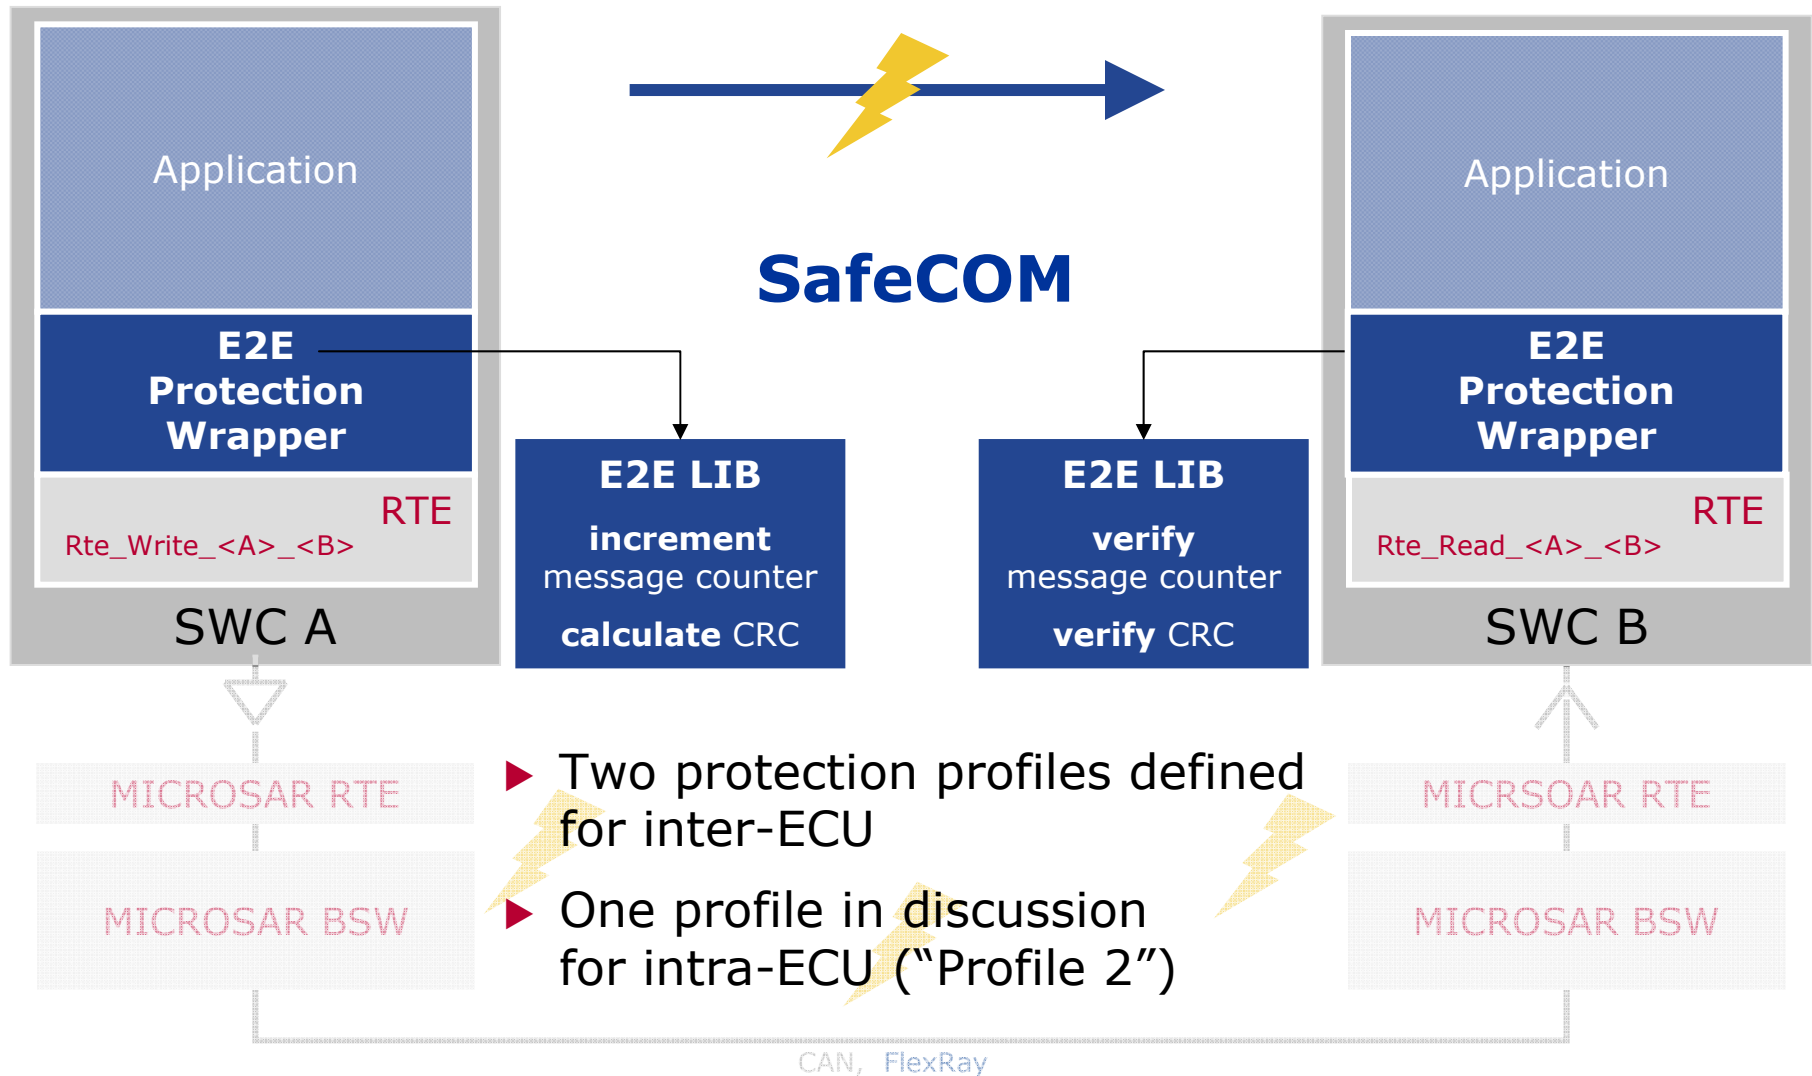 Application
E2E
Protection
Wrapper
RTE
Rte_Write_<A>_<B>
SWC A
SafeCOM
E2E LIB
increment
message counter
calculate CRC
E2E LIB
verify
message counter
verify CRC
Application
E2E
Protection
Wrapper
RTE
Rte_Read_<A>_<B>
SWC B
MICROSAR RTE
MICROSAR BSW
Two protection profiles defined
for inter-ECU
One profile in discussion
for intra-ECU (“Profile 2”)
MICRSOAR RTE
MICROSAR BSW
CAN, FlexRay